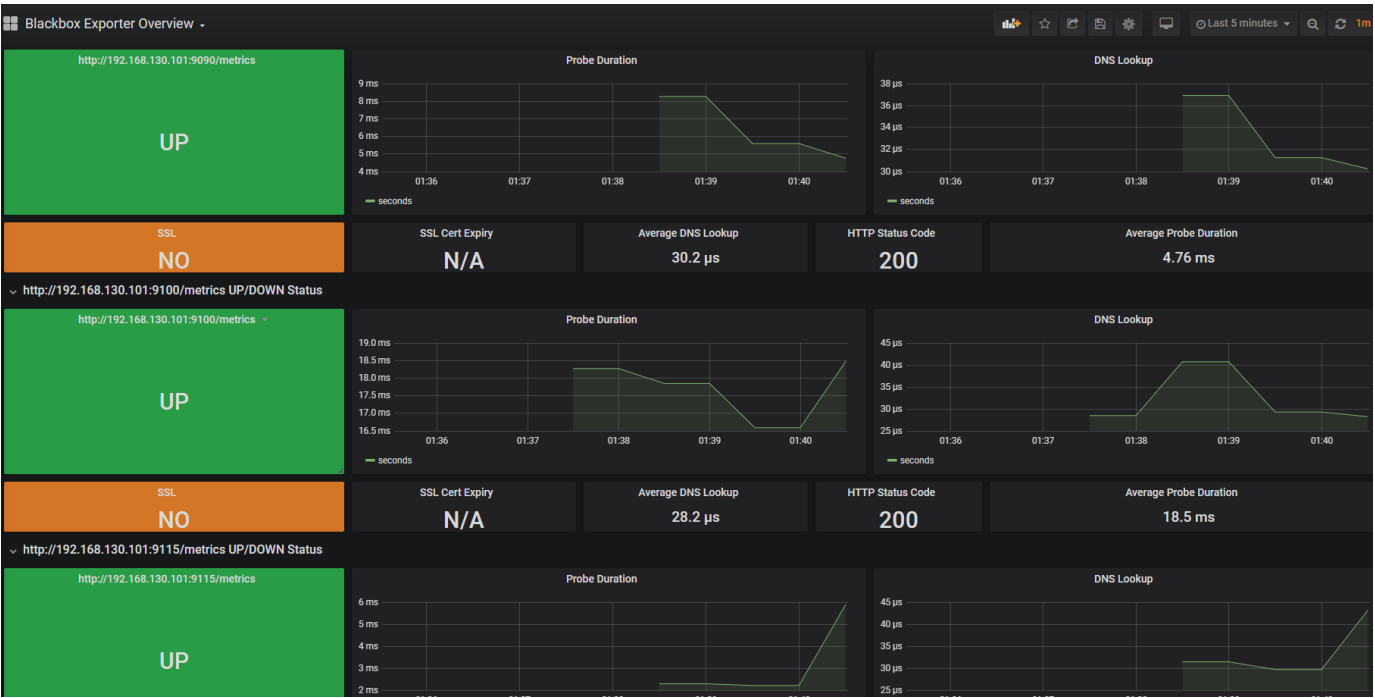 Blackbox Exporter Overview
Last 5 minutes
1m
http://192.168.130.101:9090/metrics
UP
Probe Duration
9 ms
8 ms
7 ms
6 ms
5 ms
4 ms
01:36 01:37 01:38 01:39 01:40
seconds
DNS Lookup
38 µs
36 µs
34 µs
32 µs
30 µs
01:36 01:37 01:38 01:39 01:40
seconds
SSL
NO
SSL Cert Expiry
N/A
Average DNS Lookup
30.2 µs
HTTP Status Code
200
Average Probe Duration
4.76 ms
http://192.168.130.101:9100/metrics UP/DOWN Status
http://192.168.130.101:9100/metrics
UP
Probe Duration
19.0 ms
18.5 ms
18.0 ms
17.5 ms
17.0 ms
16.5 ms
01:36 01:37 01:38 01:39 01:40
seconds
DNS Lookup
45 µs
40 µs
35 µs
30 µs
25 µs
01:36 01:37 01:38 01:39 01:40
seconds
SSL
NO
SSL Cert Expiry
N/A
Average DNS Lookup
28.2 µs
HTTP Status Code
200
Average Probe Duration
18.5 ms
http://192.168.130.101:9115/metrics UP/DOWN Status
http://192.168.130.101:9115/metrics
UP
Probe Duration
6 ms
5 ms
4 ms
3 ms
2 ms
DNS Lookup
45 µs
40 µs
35 µs
30 µs
25 µs